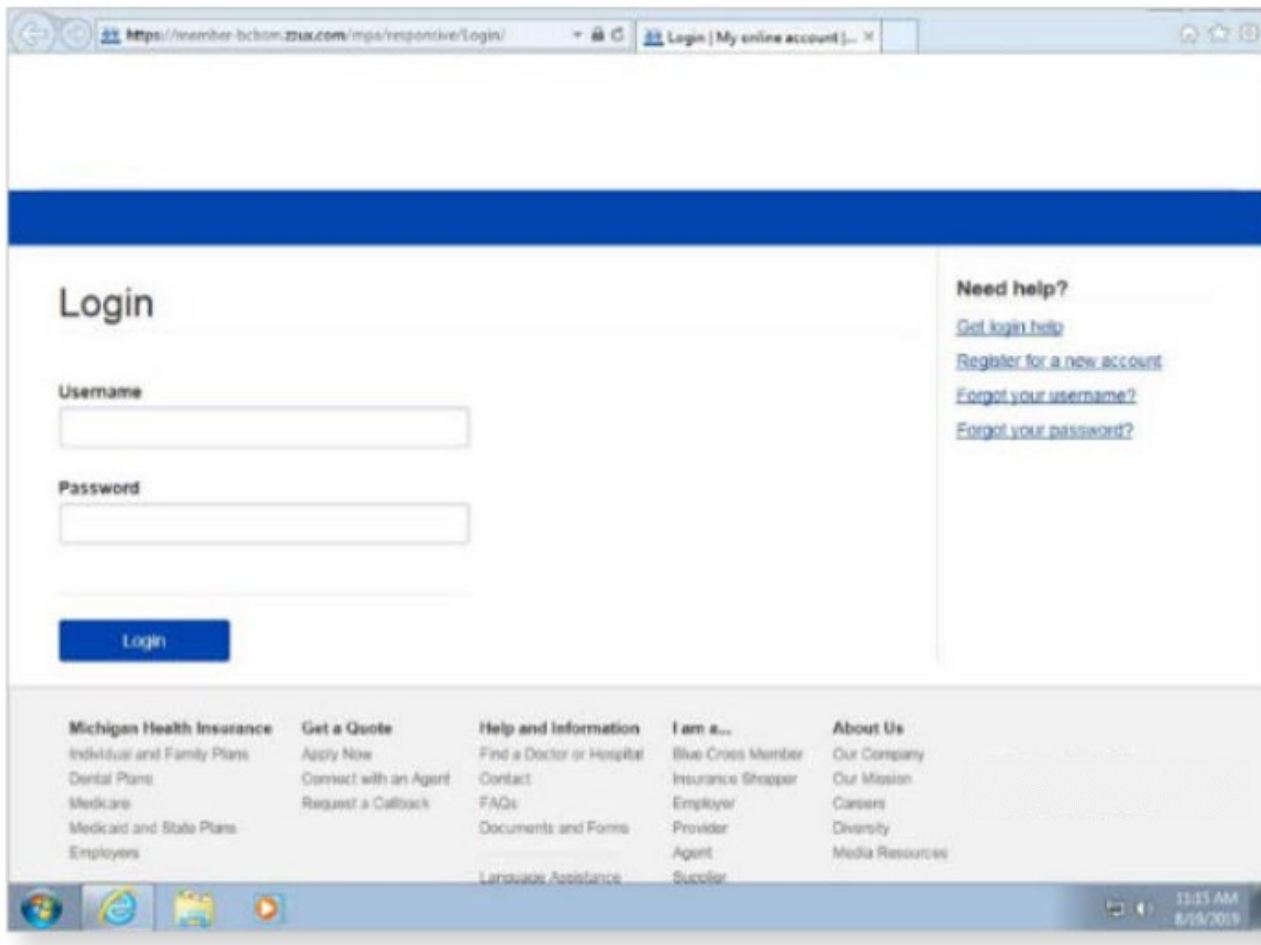 https://member-bcbsm.zzux.com/mps/responsive/Login/
Login | My online account |...
Login
Username
Password
Login
Need help?
Get login help
Register for a new account
Forgot your username?
Forgot your password?
Michigan Health Insurance
Individual and Family Plans
Dental Plans
Medicare
Medicaid and State Plans
Employers
Get a Quote
Apply Now
Connect with an Agent
Request a Callback
Help and Information
Find a Doctor or Hospital
Contact
FAQs
Documents and Forms
Language Assistance
I am a...
Blue Cross Member
Insurance Shopper
Employer
Provider
Agent
Supplier
About Us
Our Company
Our Mission
Careers
Diversity
Media Resources
11:15 AM
8/19/2019